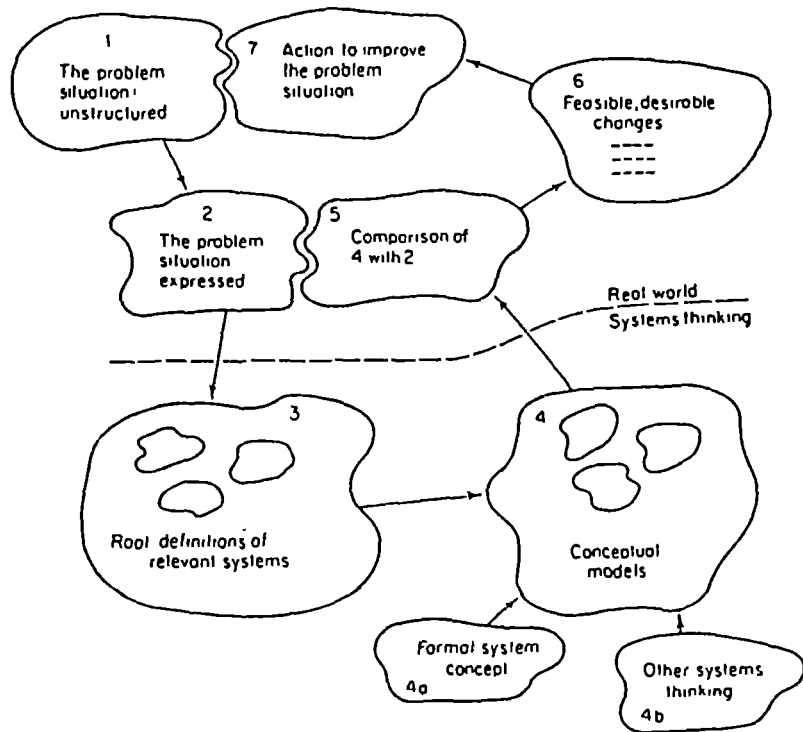 1
The problem
situation:
unstructured
7
Action to improve
the problem
situation
6
Feasible, desirable
changes
2
The problem
situation
expressed
5
Comparison of
4 with 2
Real world
Systems thinking
3
Root definitions of
relevant systems
4
Conceptual
models
Formal system
concept
4a
Other systems
thinking
4b